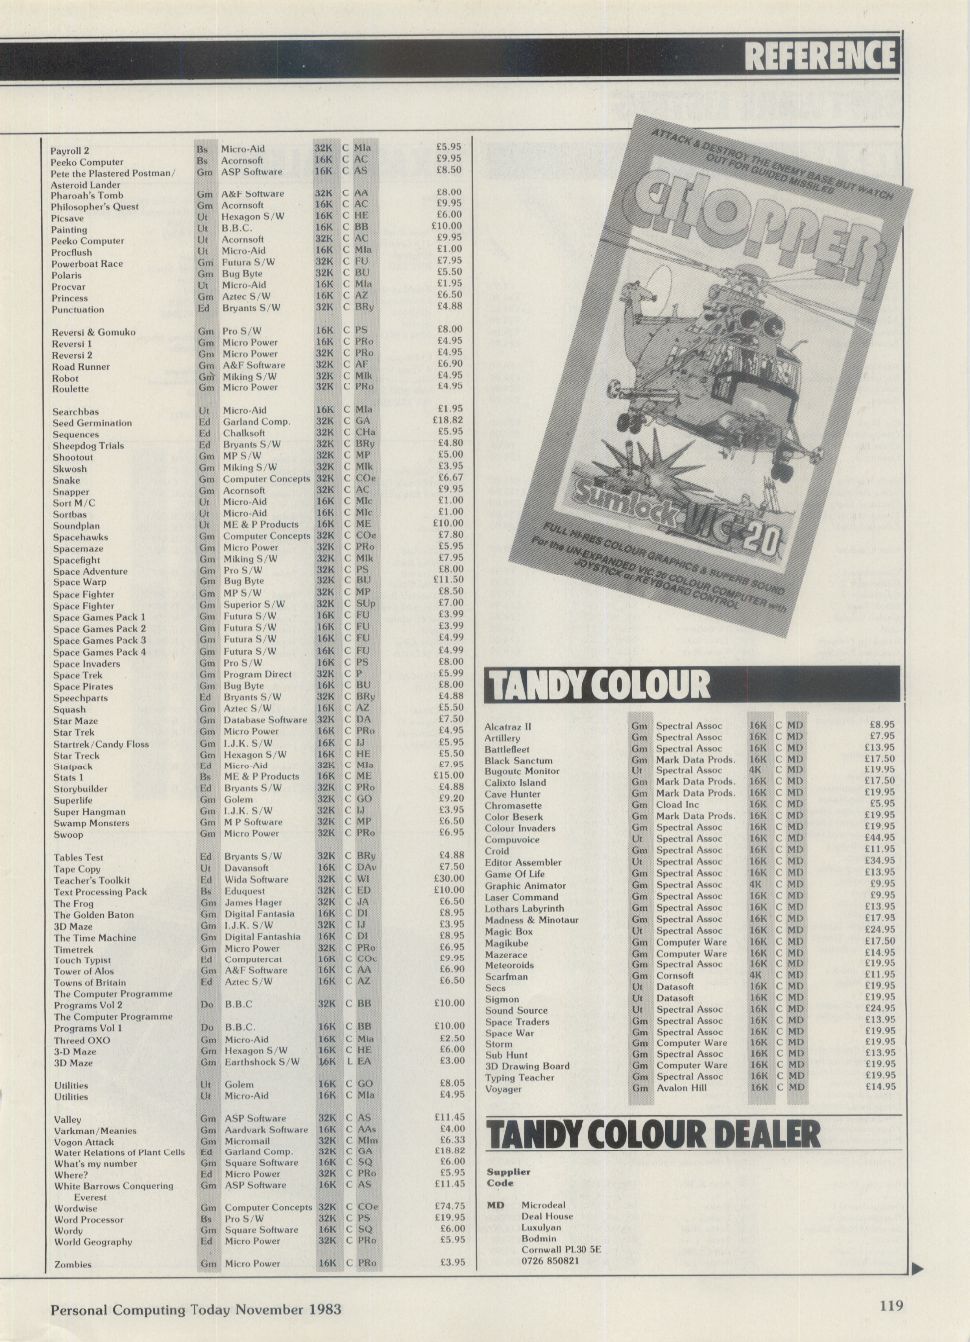 REFERENCE
Payroll 2 Bs Micro-Aid 32K C MIa £5.95
Peeko Computer Bs Acornsoft 16K C AC £9.95
Pete the Plastered Postman/ Gm ASP Software 16K C AS £8.50
Asteroid Lander
Pharoah's Tomb Gm A&F Software 32K C AA £8.00
Philosopher's Quest Gm Acornsoft 16K C AC £9.95
Picsave Ut Hexagon S/W 16K C HE £6.00
Painting Ut B.B.C. 16K C BB £10.00
Peeko Computer Ut Acornsoft 32K C AC £9.95
Procflush Ut Micro-Aid 16K C MIa £1.00
Powerboat Race Gm Futura S/W 32K C FU £7.95
Polaris Gm Bug Byte 32K C BU £5.50
Procvar Ut Micro-Aid 16K C MIa £1.95
Princess Gm Aztec S/W 16K C AZ £6.50
Punctuation Ed Bryants S/W 32K C BRy £4.88
Reversi & Gomuko Gm Pro S/W 16K C PS £8.00
Reversi 1 Gm Micro Power 16K C PRo £4.95
Reversi 2 Gm Micro Power 32K C PRo £4.95
Road Runner Gm A&F Software 32K C AF £6.90
Robot Gm Miking S/W 32K C MIk £4.95
Roulette Gm Micro Power 32K C PRo £4.95
Searchbas Ut Micro-Aid 16K C MIa £1.95
Seed Germination Ed Garland Comp. 32K C GA £18.82
Sequences Ed Chalksoft 32K C CHa £5.95
Sheepdog Trials Ed Bryants S/W 32K C BRy £4.80
Shootout Gm MP S/W 32K C MP £5.00
Skwosh Gm Miking S/W 32K C MIk £3.95
Snake Gm Computer Concepts 32K C COe £6.67
Snapper Gm Acornsoft 32K C AC £9.95
Sort M/C Ut Micro-Aid 16K C MIc £1.00
Sortbas Ut Micro-Aid 16K C MIc £1.00
Soundplan Ut ME & P Products 16K C ME £10.00
Spacehawks Gm Computer Concepts 32K C COe £7.80
Spacemaze Gm Micro Power 32K C PRo £5.95
Spacefight Gm Miking S/W 32K C MIk £7.95
Space Adventure Gm Pro S/W 32K C PS £8.00
Space Warp Gm Bug Byte 32K C BU £11.50
Space Fighter Gm MP S/W 32K C MP £8.50
Space Fighter Gm Superior S/W 32K C SUp £7.00
Space Games Pack 1 Gm Futura S/W 16K C FU £3.99
Space Games Pack 2 Gm Futura S/W 16K C FU £3.99
Space Games Pack 3 Gm Futura S/W 16K C FU £4.99
Space Games Pack 4 Gm Futura S/W 16K C FU £4.99
Space Invaders Gm Pro S/W 16K C PS £8.00
Space Trek Gm Program Direct 32K C P £5.99
Space Pirates Gm Bug Byte 16K C BU £8.00
Speechparts Ed Bryants S/W 32K C BRy £4.88
Squash Gm Aztec S/W 16K C AZ £5.50
Star Maze Gm Database Software 32K C DA £7.50
Star Trek Gm Micro Power 32K C PRo £4.95
Startrek/Candy Floss Gm I.J.K. S/W 16K C IJ £5.95
Star Treck Gm Hexagon S/W 16K C HE £5.50
Statpack Ed Micro-Aid 32K C MIa £7.95
Stats 1 Bs ME & P Products 16K C ME £15.00
Storybuilder Ed Bryants S/W 32K C PRo £4.88
Superlife Gm Golem 32K C GO £9.20
Super Hangman Gm I.J.K. S/W 32K C IJ £3.95
Swamp Monsters Gm M P Software 32K C MP £6.50
Swoop Gm Micro Power 32K C PRo £6.95
Tables Test Ed Bryants S/W 32K C BRy £4.88
Tape Copy Ut Davansoft 16K C DAv £7.50
Teacher's Toolkit Ed Wida Software 32K C WI £30.00
Text Processing Pack Bs Eduquest 32K C ED £10.00
The Frog Gm James Hager 32K C JA £6.50
The Golden Baton Gm Digital Fantasia 16K C DI £8.95
3D Maze Gm I.J.K. S/W 32K C IJ £3.95
The Time Machine Gm Digital Fantashia 16K C DI £8.95
Timetrek Gm Micro Power 32K C PRo £6.95
Touch Typist Ed Computercat 16K C COc £9.95
Tower of Alos Gm A&F Software 16K C AA £6.90
Towns of Britain Ed Aztec S/W 16K C AZ £6.50
The Computer Programme
Programs Vol 2 Do B.B.C 32K C BB £10.00
The Computer Programme
Programs Vol 1 Do B.B.C. 16K C BB £10.00
Threed OXO Gm Micro-Aid 16K C Mia £2.50
3-D Maze Gm Hexagon S/W 16K C HE £6.00
3D Maze Gm Earthshock S/W 16K L EA £3.00
Utilities Ut Golem 16K C GO £8.05
Utilities Ut Micro-Aid 16K C MIa £4.95
Valley Gm ASP Software 32K C AS £11.45
Varkman/Meanies Gm Aardvark Software 16K C AAs £4.00
Vogon Attack Gm Micromail 32K C MIm £6.33
Water Relations of Plant Cells Ed Garland Comp. 32K C GA £18.82
What's my number Gm Square Software 16K C SQ £6.00
Where? Ed Micro Power 32K C PRo £5.95
White Barrows Conquering Gm ASP Software 16K C AS £11.45
Everest
Wordwise Gm Computer Concepts 32K C COe £74.75
Word Processor Bs Pro S/W 32K C PS £19.95
Wordy Gm Square Software 16K C SQ £6.00
World Geography Ed Micro Power 32K C PRo £5.95
Zombies Gm Micro Power 16K C PRo £3.95
ATTACK & DESTROY THE ENEMY BASE BUT WATCH
OUT FOR GUIDED MISSILES
CHOPPER
Sumlock VIC 20
FULL HI-RES COLOUR GRAPHICS & SUPERB SOUND
For the UN-EXPANDED VIC 20 COLOUR COMPUTER with
JOYSTICK or KEYBOARD CONTROL
TANDY COLOUR
Alcatraz II Gm Spectral Assoc 16K C MD £8.95
Artillery Gm Spectral Assoc 16K C MD £7.95
Battlefleet Gm Spectral Assoc 16K C MD £13.95
Black Sanctum Gm Mark Data Prods. 16K C MD £17.50
Bugoutc Monitor Ut Spectral Assoc 4K C MD £19.95
Calixto Island Gm Mark Data Prods. 16K C MD £17.50
Cave Hunter Gm Mark Data Prods. 16K C MD £19.95
Chromasette Gm Cload Inc 16K C MD £5.95
Color Beserk Gm Mark Data Prods. 16K C MD £19.95
Colour Invaders Gm Spectral Assoc 16K C MD £19.95
Compuvoice Ut Spectral Assoc 16K C MD £44.95
Croid Gm Spectral Assoc 16K C MD £11.95
Editor Assembler Ut Spectral Assoc 16K C MD £34.95
Game Of Life Gm Spectral Assoc 16K C MD £13.95
Graphic Animator Gm Spectral Assoc 4K C MD £9.95
Laser Command Gm Spectral Assoc 16K C MD £9.95
Lothars Labyrinth Gm Spectral Assoc 16K C MD £13.95
Madness & Minotaur Gm Spectral Assoc 16K C MD £17.95
Magic Box Ut Spectral Assoc 16K C MD £24.95
Magikube Gm Computer Ware 16K C MD £17.50
Mazerace Gm Computer Ware 16K C MD £14.95
Meteoroids Gm Spectral Assoc 16K C MD £19.95
Scarfman Gm Cornsoft 4K C MD £11.95
Secs Ut Datasoft 16K C MD £19.95
Sigmon Ut Datasoft 16K C MD £19.95
Sound Source Ut Spectral Assoc 16K C MD £24.95
Space Traders Gm Spectral Assoc 16K C MD £13.95
Space War Gm Spectral Assoc 16K C MD £19.95
Storm Gm Computer Ware 16K C MD £19.95
Sub Hunt Gm Spectral Assoc 16K C MD £13.95
3D Drawing Board Gm Computer Ware 16K C MD £19.95
Typing Teacher Gm Spectral Assoc 16K C MD £19.95
Voyager Gm Avalon Hill 16K C MD £14.95
TANDY COLOUR DEALER
Supplier
Code
MD Microdeal
Deal House
Luxulyan
Bodmin
Cornwall PL30 5E
0726 850821
Personal Computing Today November 1983 119